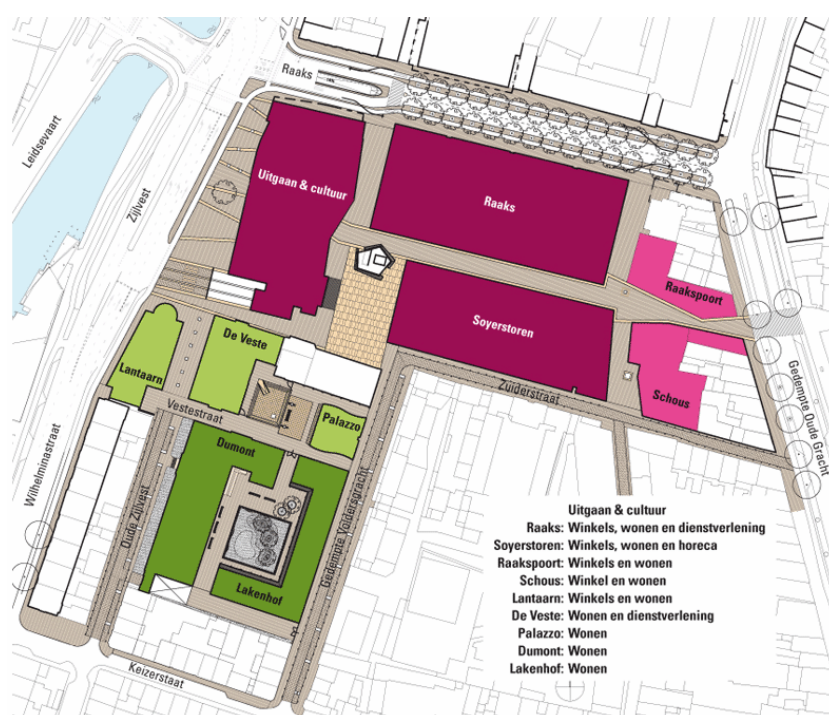 Raaks
Leidsevaart
Zijlvest
Uitgaan & cultuur
Raaks
Raakspoort
Soyerstoren
De Veste
Lantaarn
Schous
Zuiderstraat
Gedempte Oude Gracht
Vestestraat
Palazzo
Dumont
Wilhelminastraat
Oude Zijlvest
Gedempte Voldersgracht
Lakenhof
Keizerstaat
Uitgaan & cultuur
Raaks: Winkels, wonen en dienstverlening
Soyerstoren: Winkels, wonen en horeca
Raakspoort: Winkels en wonen
Schous: Winkel en wonen
Lantaarn: Winkels en wonen
De Veste: Wonen en dienstverlening
Palazzo: Wonen
Dumont: Wonen
Lakenhof: Wonen